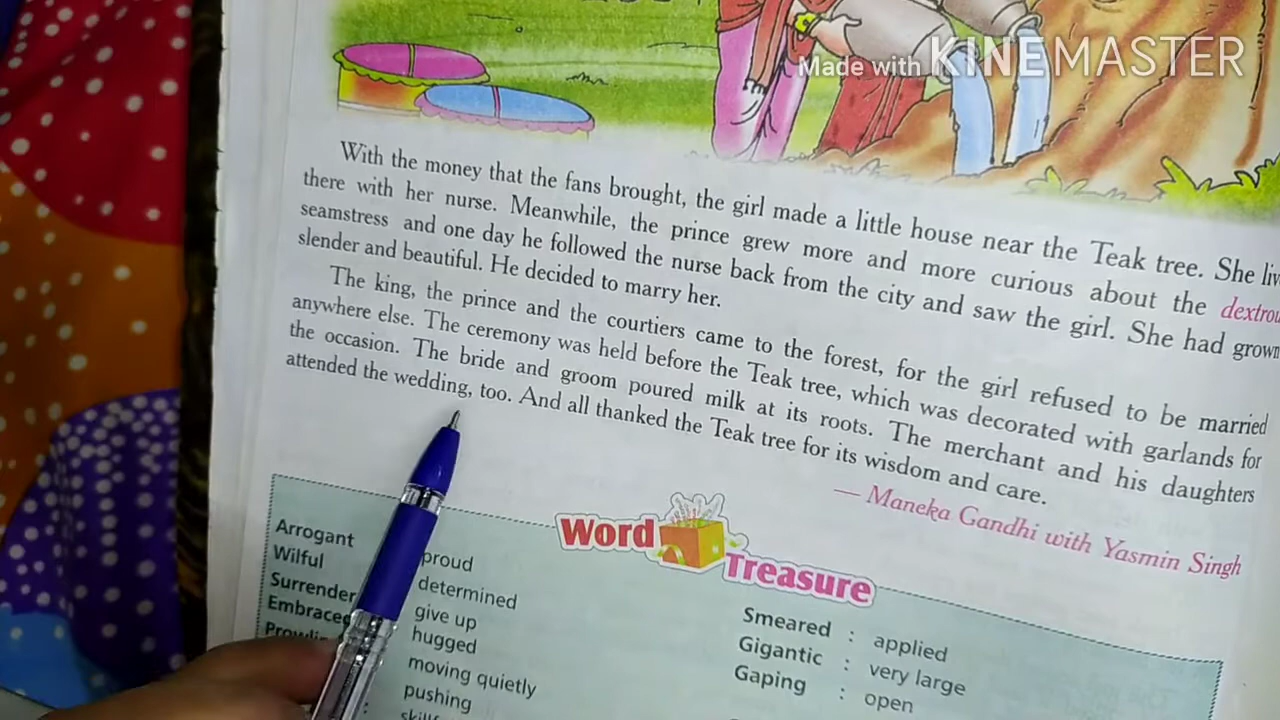 Made with KINEMASTER
With the money that the fans brought, the girl made a little house near the Teak tree. She
there with her nurse. Meanwhile, the prince grew more and more curious about the
seamstress and one day he followed the nurse back from the city and saw the girl. She had grown
slender and beautiful. He decided to marry her.
The king, the prince and the courtiers came to the forest, for the girl refused to be married
anywhere else. The ceremony was held before the Teak tree, which was decorated with garlands for
the occasion. The bride and groom poured milk at its roots. The merchant and his daughters
attended the wedding, too. And all thanked the Teak tree for its wisdom and care.
— Maneka Gandhi with Yasmin Singh
Word Treasure
Arrogant proud
Wilful determined
Surrender give up
Embraced hugged
moving quietly
pushing
Smeared : applied
Gigantic : very large
Gaping : open